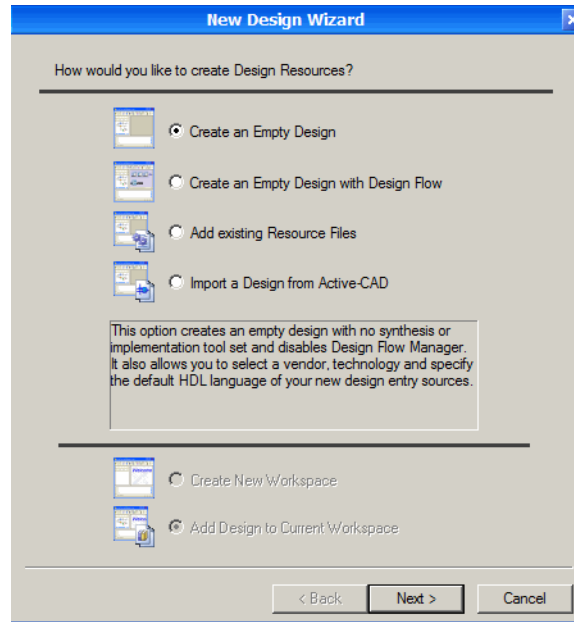 New Design Wizard
How would you like to create Design Resources?
Create an Empty Design
Create an Empty Design with Design Flow
Add existing Resource Files
Import a Design from Active-CAD
This option creates an empty design with no synthesis or
implementation tool set and disables Design Flow Manager.
It also allows you to select a vendor, technology and specify
the default HDL language of your new design entry sources.
Create New Workspace
Add Design to Current Workspace
< Back
Next >
Cancel